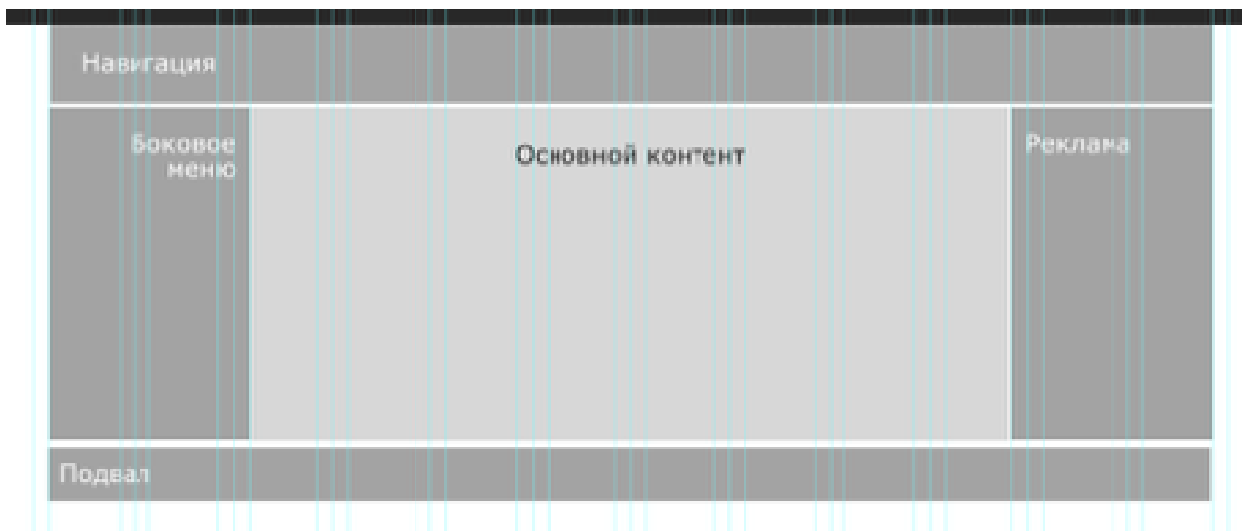 Навигация
Боковое
меню
Основной контент
Реклама
Подвал